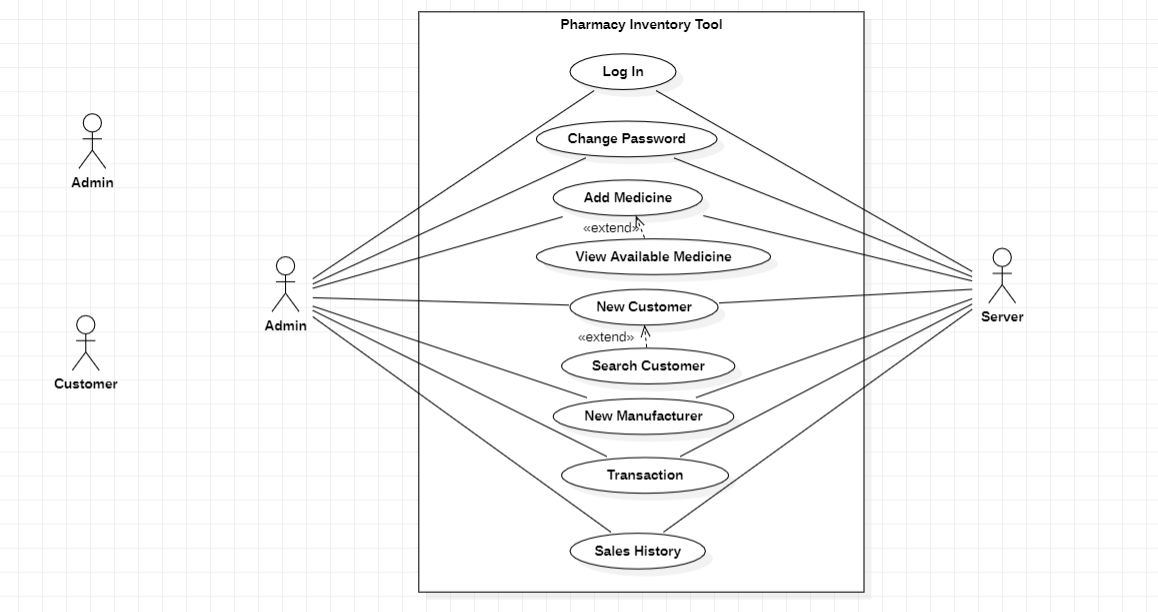 Pharmacy Inventory Tool
Log In
Change Password
Admin
Add Medicine
«extend»
View Available Medicine
New Customer
Admin
Server
«extend»
Search Customer
Customer
New Manufacturer
Transaction
Sales History